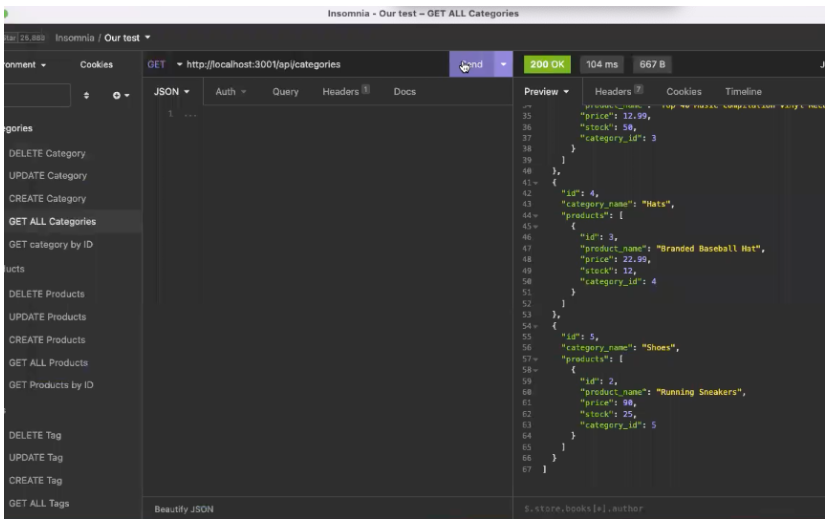 Insomnia - Our test – GET ALL Categories
Star 28,888 Insomnia / Our test
ronment Cookies
GET http://localhost:3001/api/categories
Send
200 OK 104 ms 667 B
J
JSON Auth Query Headers 1 Docs
Preview Headers 7 Cookies Timeline
1 ...
egories
DELETE Category
UPDATE Category
CREATE Category
GET ALL Categories
GET category by ID
ducts
DELETE Products
UPDATE Products
CREATE Products
GET ALL Products
GET Products by ID
s
DELETE Tag
UPDATE Tag
CREATE Tag
GET ALL Tags
34 "product_name": "Top 40 Music Compilation Vinyl Reco
35 "price": 12.99,
36 "stock": 50,
37 "category_id": 3
38 }
39 ]
40 },
41 {
42 "id": 4,
43 "category_name": "Hats",
44 "products": [
45 {
46 "id": 3,
47 "product_name": "Branded Baseball Hat",
48 "price": 22.99,
49 "stock": 12,
50 "category_id": 4
51 }
52 ]
53 },
54 {
55 "id": 5,
56 "category_name": "Shoes",
57 "products": [
58 {
59 "id": 2,
60 "product_name": "Running Sneakers",
61 "price": 90,
62 "stock": 25,
63 "category_id": 5
64 }
65 ]
66 }
67 ]
Beautify JSON
$.store.books[*].author